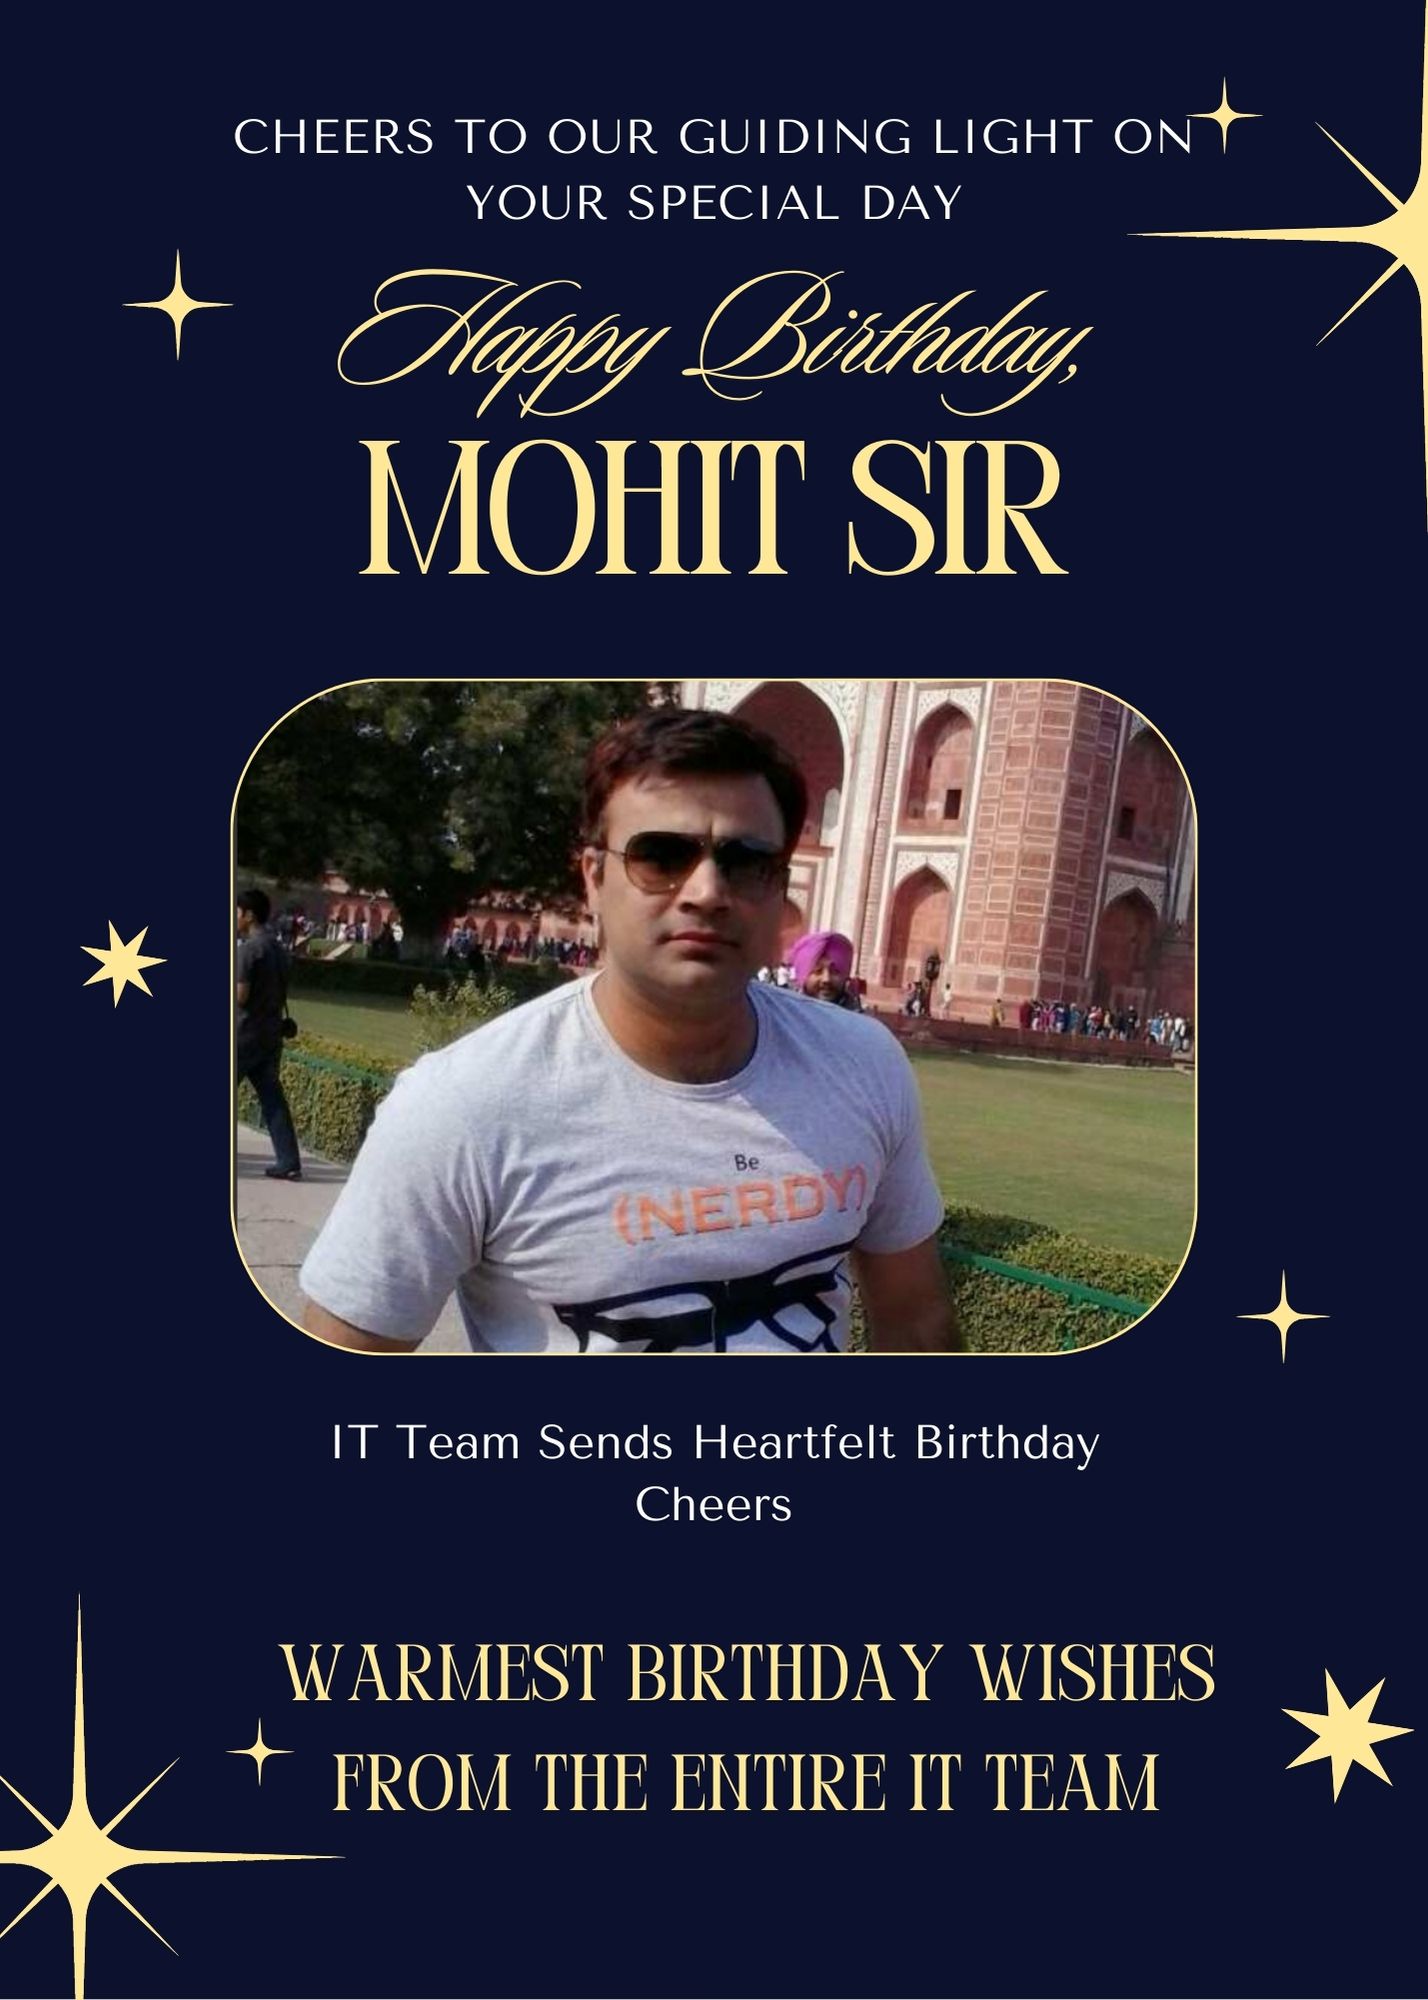 CHEERS TO OUR GUIDING LIGHT ON
YOUR SPECIAL DAY
Happy Birthday,
MOHIT SIR
Be
(NERDY)
IT Team Sends Heartfelt Birthday
Cheers
WARMEST BIRTHDAY WISHES
FROM THE ENTIRE IT TEAM